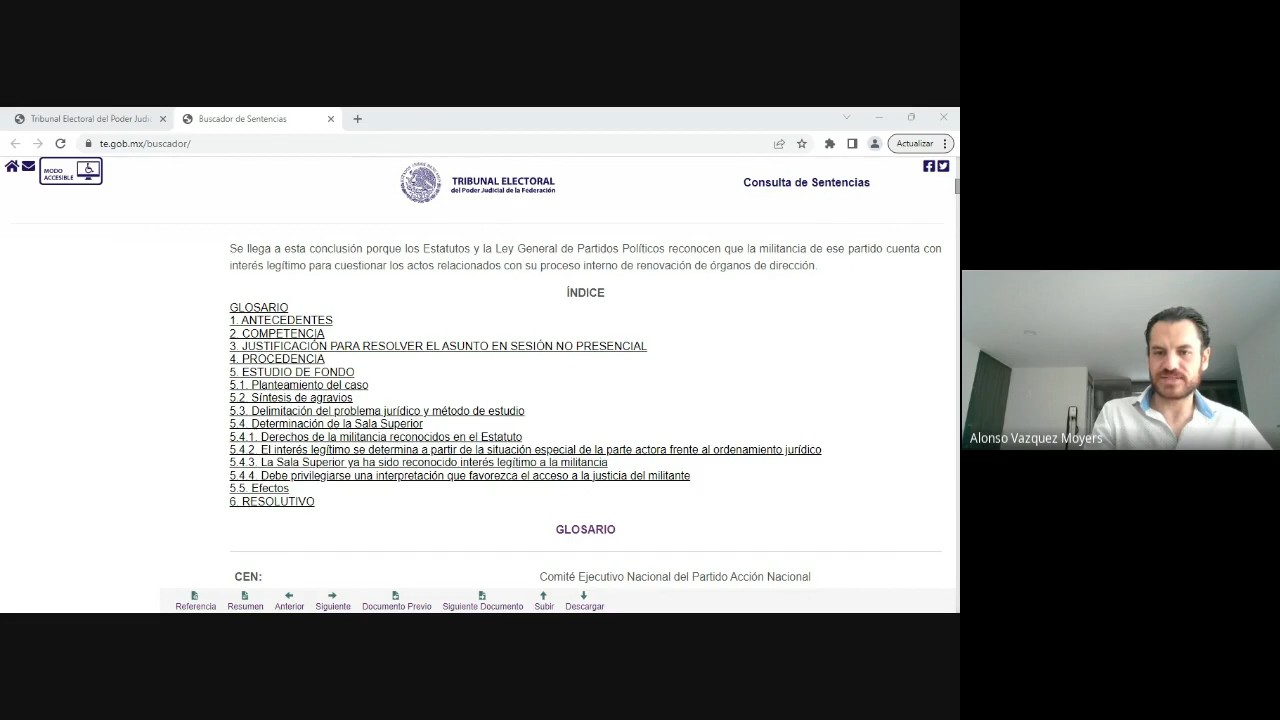 Tribunal Electoral del Poder Judic
Buscador de Sentencias
te.gob.mx/buscador/
Actualizar
MODO
ACCESIBLE
TRIBUNAL ELECTORAL
del Poder Judicial de la Federación
Consulta de Sentencias
Se llega a esta conclusión porque los Estatutos y la Ley General de Partidos Políticos reconocen que la militancia de ese partido cuenta con
interés legítimo para cuestionar los actos relacionados con su proceso interno de renovación de órganos de dirección.
ÍNDICE
GLOSARIO
1. ANTECEDENTES
2. COMPETENCIA
3. JUSTIFICACIÓN PARA RESOLVER EL ASUNTO EN SESIÓN NO PRESENCIAL
4. PROCEDENCIA
5. ESTUDIO DE FONDO
5.1. Planteamiento del caso
5.2. Síntesis de agravios
5.3. Delimitación del problema jurídico y método de estudio
5.4. Determinación de la Sala Superior
5.4.1. Derechos de la militancia reconocidos en el Estatuto
5.4.2. El interés legítimo se determina a partir de la situación especial de la parte actora frente al ordenamiento jurídico
5.4.3. La Sala Superior ya ha sido reconocido interés legítimo a la militancia
5.4.4. Debe privilegiarse una interpretación que favorezca el acceso a la justicia del militante
5.5. Efectos
6. RESOLUTIVO
GLOSARIO
CEN: Comité Ejecutivo Nacional del Partido Acción Nacional
Referencia Resumen Anterior Siguiente Documento Previo Siguiente Documento Subir Descargar
Alonso Vazquez Moyers